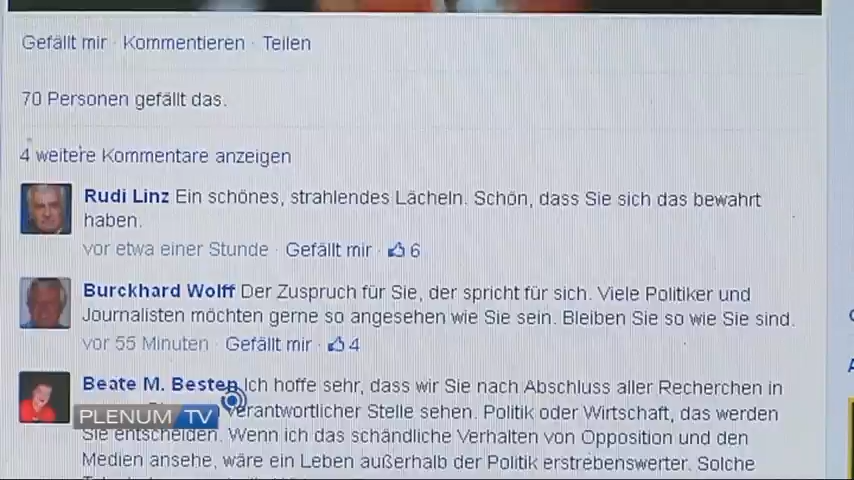 Gefällt mir · Kommentieren · Teilen
70 Personen gefällt das.
4 weitere Kommentare anzeigen
Rudi Linz Ein schönes, strahlendes Lächeln. Schön, dass Sie sich das bewahrt
haben.
vor etwa einer Stunde · Gefällt mir · 6
Burckhard Wolff Der Zuspruch für Sie, der spricht für sich. Viele Politiker und
Journalisten möchten gerne so angesehen wie Sie sein. Bleiben Sie so wie Sie sind.
vor 55 Minuten · Gefällt mir · 4
Beate M. Besten Ich hoffe sehr, dass wir Sie nach Abschluss aller Recherchen in
verantwortlicher Stelle sehen. Politik oder Wirtschaft, das werden
PLENUM TV
Sie entscheiden. Wenn ich das schändliche Verhalten von Opposition und den
Medien ansehe, wäre ein Leben außerhalb der Politik erstrebenswerter. Solche